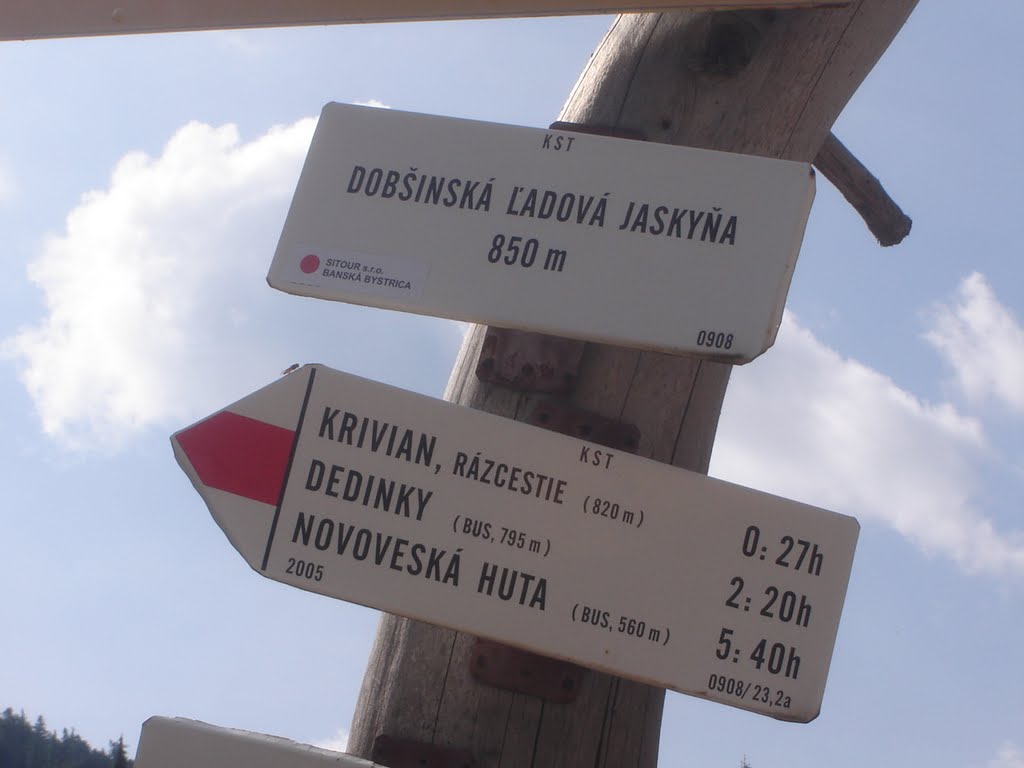 KST
DOBŠINSKÁ ĽADOVÁ JASKYŇA
850 m
SITOUR s.r.o.
BANSKÁ BYSTRICA
0908
KST
KRIVIAN, RÁZCESTIE (820 m) 0: 27h
DEDINKY (BUS, 795 m) 2: 20h
NOVOVESKÁ HUTA (BUS, 560 m) 5: 40h
2005 0908/23,2a